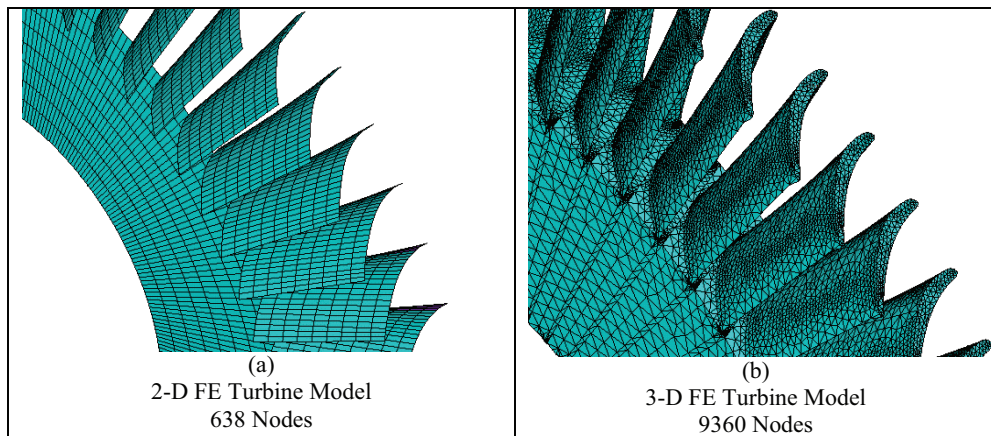 (a)
2-D FE Turbine Model
638 Nodes
(b)
3-D FE Turbine Model
9360 Nodes